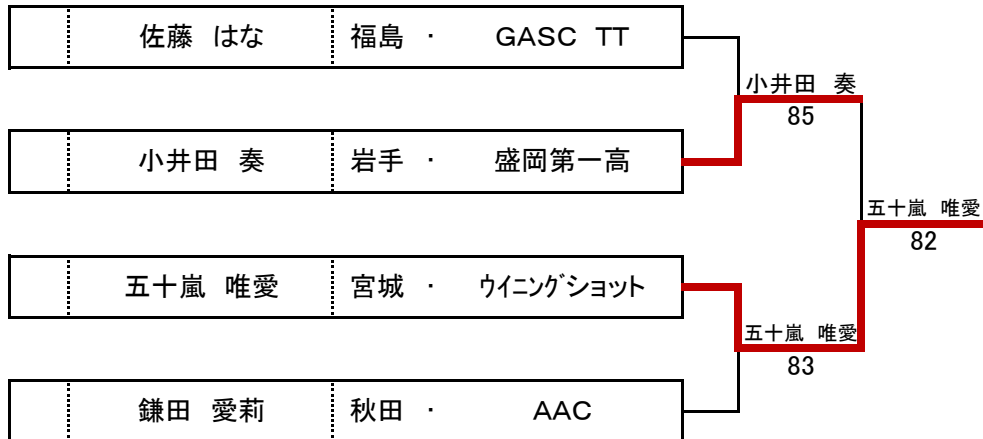 佐藤　はな 福島 ・ GASC TT
小井田　奏
85
小井田　奏 岩手 ・ 盛岡第一高
五十嵐　唯愛
82
五十嵐　唯愛 宮城 ・ ウイニングショット
五十嵐　唯愛
83
鎌田　愛莉 秋田 ・ AAC